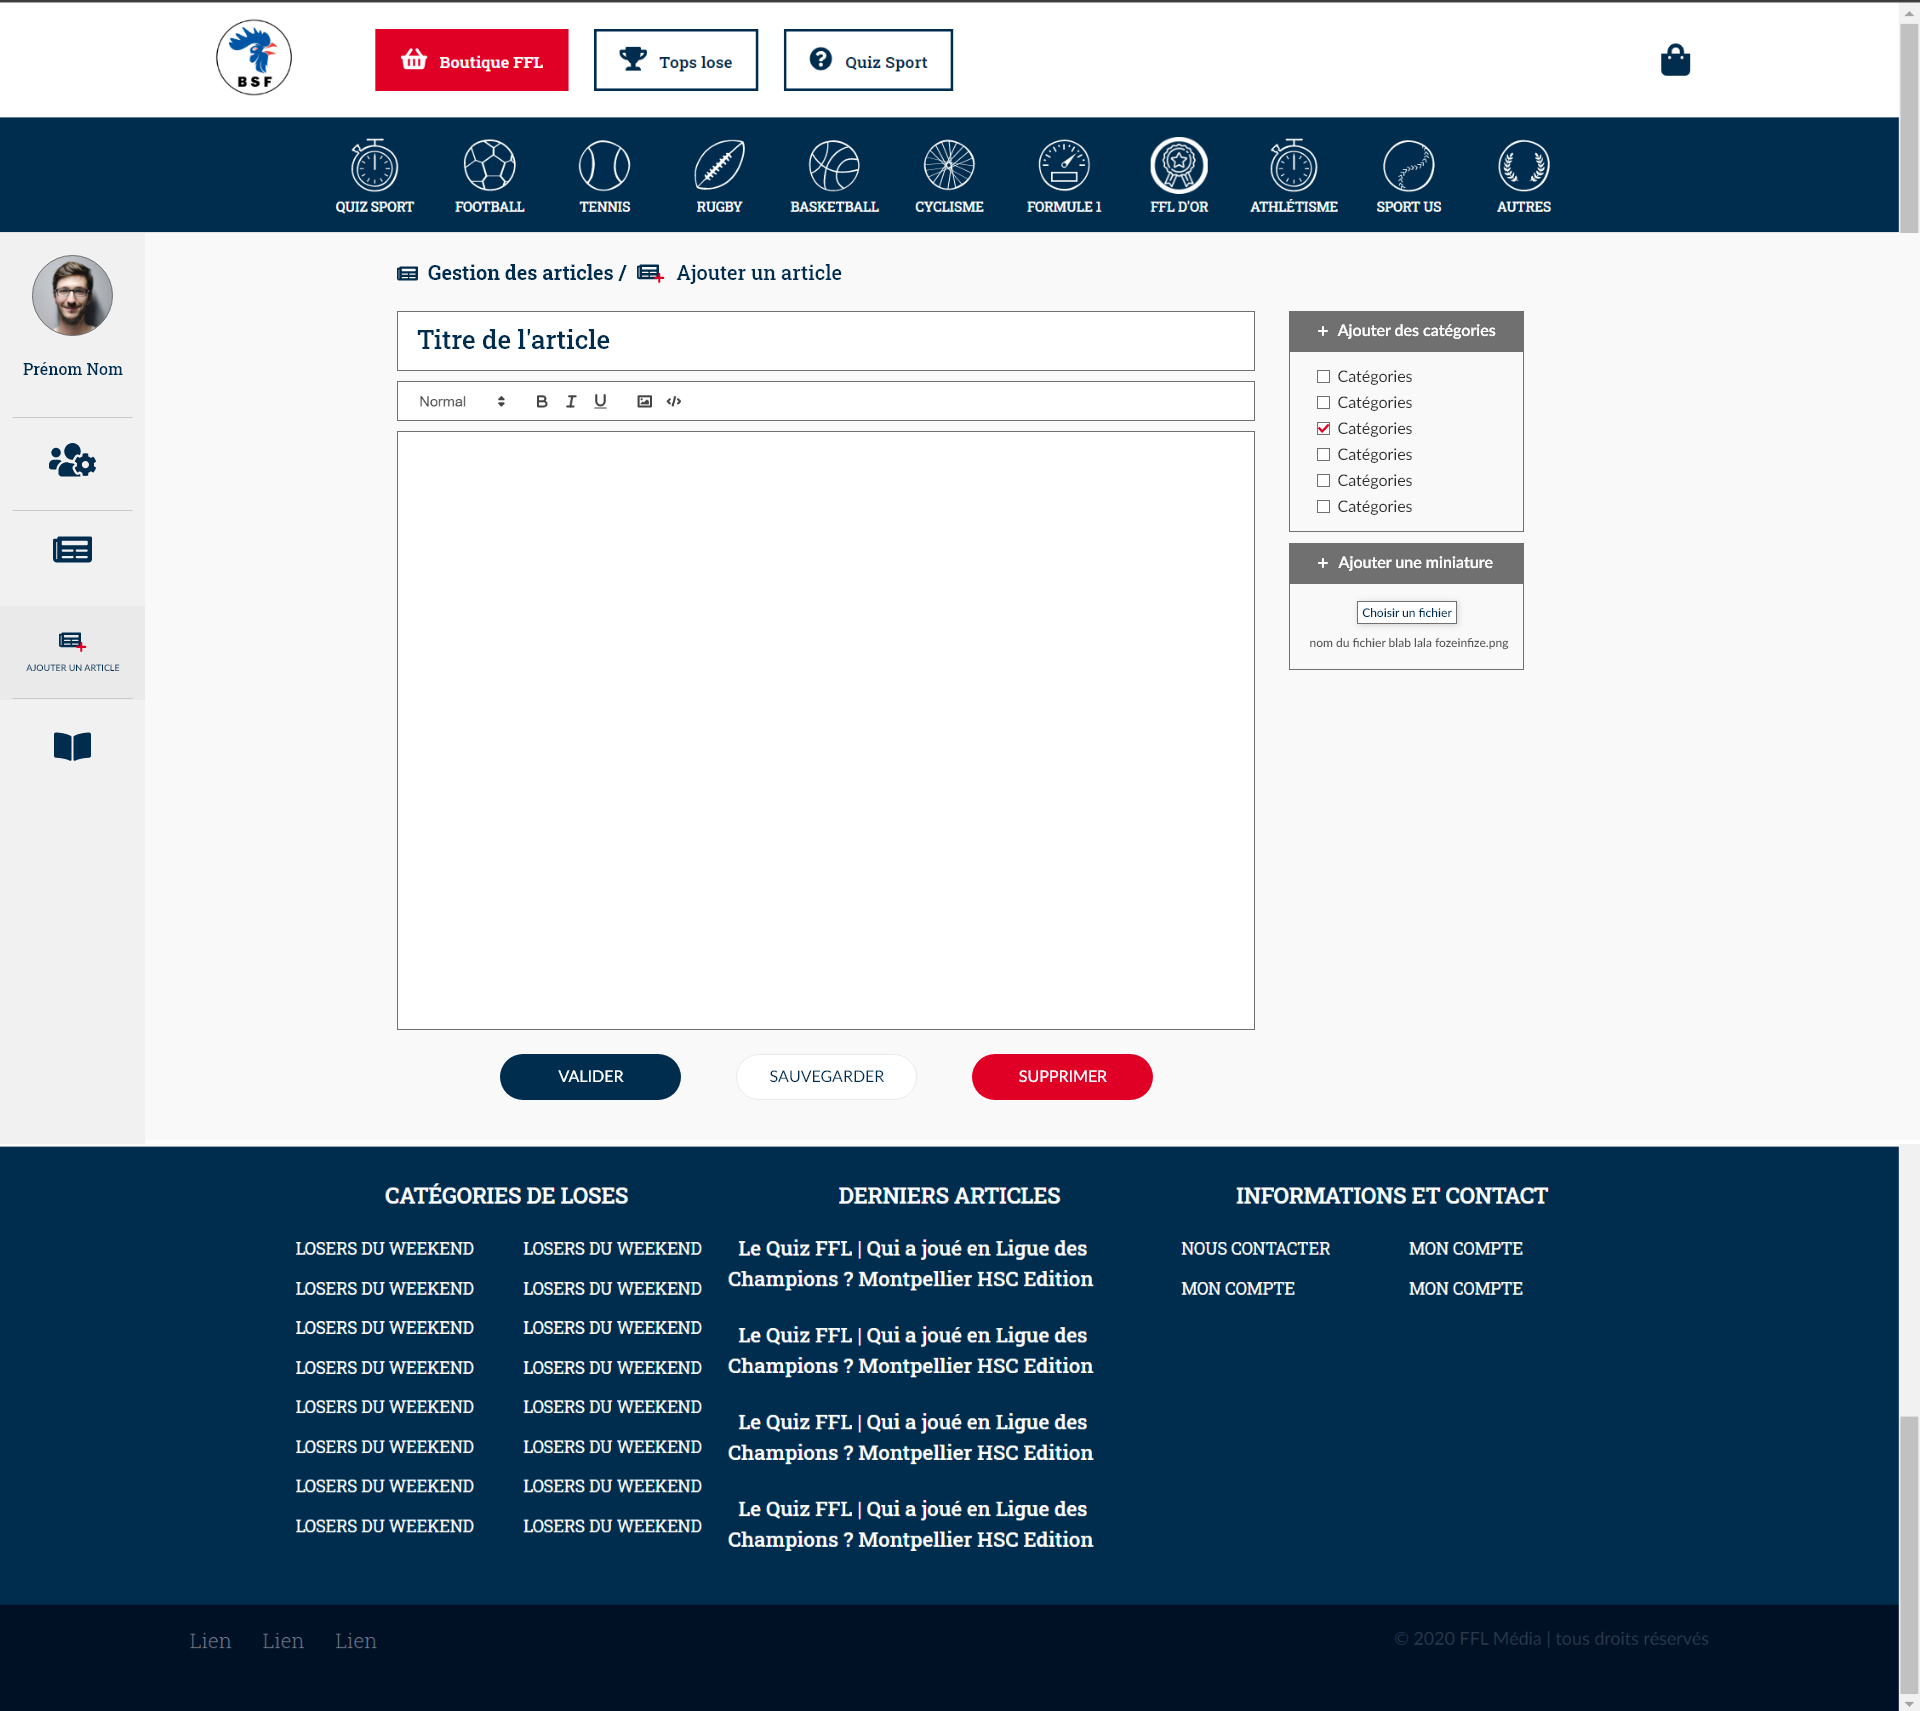 BSF
Boutique FFL
Tops lose
Quiz Sport
QUIZ SPORT
FOOTBALL
TENNIS
RUGBY
BASKETBALL
CYCLISME
FORMULE 1
FFL D'OR
ATHLÉTISME
SPORT US
AUTRES
Prénom Nom
AJOUTER UN ARTICLE
Gestion des articles / Ajouter un article
Titre de l'article
Normal B I U
+ Ajouter des catégories
Catégories
Catégories
Catégories
Catégories
Catégories
Catégories
+ Ajouter une miniature
Choisir un fichier
nom du fichier blab lala fozeinfize.png
VALIDER
SAUVEGARDER
SUPPRIMER
CATÉGORIES DE LOSES
LOSERS DU WEEKEND LOSERS DU WEEKEND
LOSERS DU WEEKEND LOSERS DU WEEKEND
LOSERS DU WEEKEND LOSERS DU WEEKEND
LOSERS DU WEEKEND LOSERS DU WEEKEND
LOSERS DU WEEKEND LOSERS DU WEEKEND
LOSERS DU WEEKEND LOSERS DU WEEKEND
LOSERS DU WEEKEND LOSERS DU WEEKEND
LOSERS DU WEEKEND LOSERS DU WEEKEND
DERNIERS ARTICLES
Le Quiz FFL | Qui a joué en Ligue des
Champions ? Montpellier HSC Edition
Le Quiz FFL | Qui a joué en Ligue des
Champions ? Montpellier HSC Edition
Le Quiz FFL | Qui a joué en Ligue des
Champions ? Montpellier HSC Edition
Le Quiz FFL | Qui a joué en Ligue des
Champions ? Montpellier HSC Edition
INFORMATIONS ET CONTACT
NOUS CONTACTER MON COMPTE
MON COMPTE MON COMPTE
Lien Lien Lien
© 2020 FFL Média | tous droits réservés